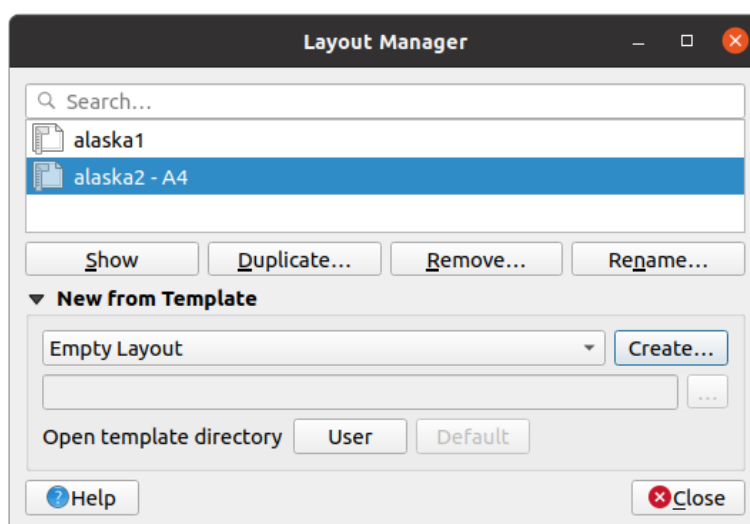 Layout Manager
Search...
alaska1
alaska2 - A4
Show Duplicate... Remove... Rename...
New from Template
Empty Layout Create...
...
Open template directory User Default
Help Close